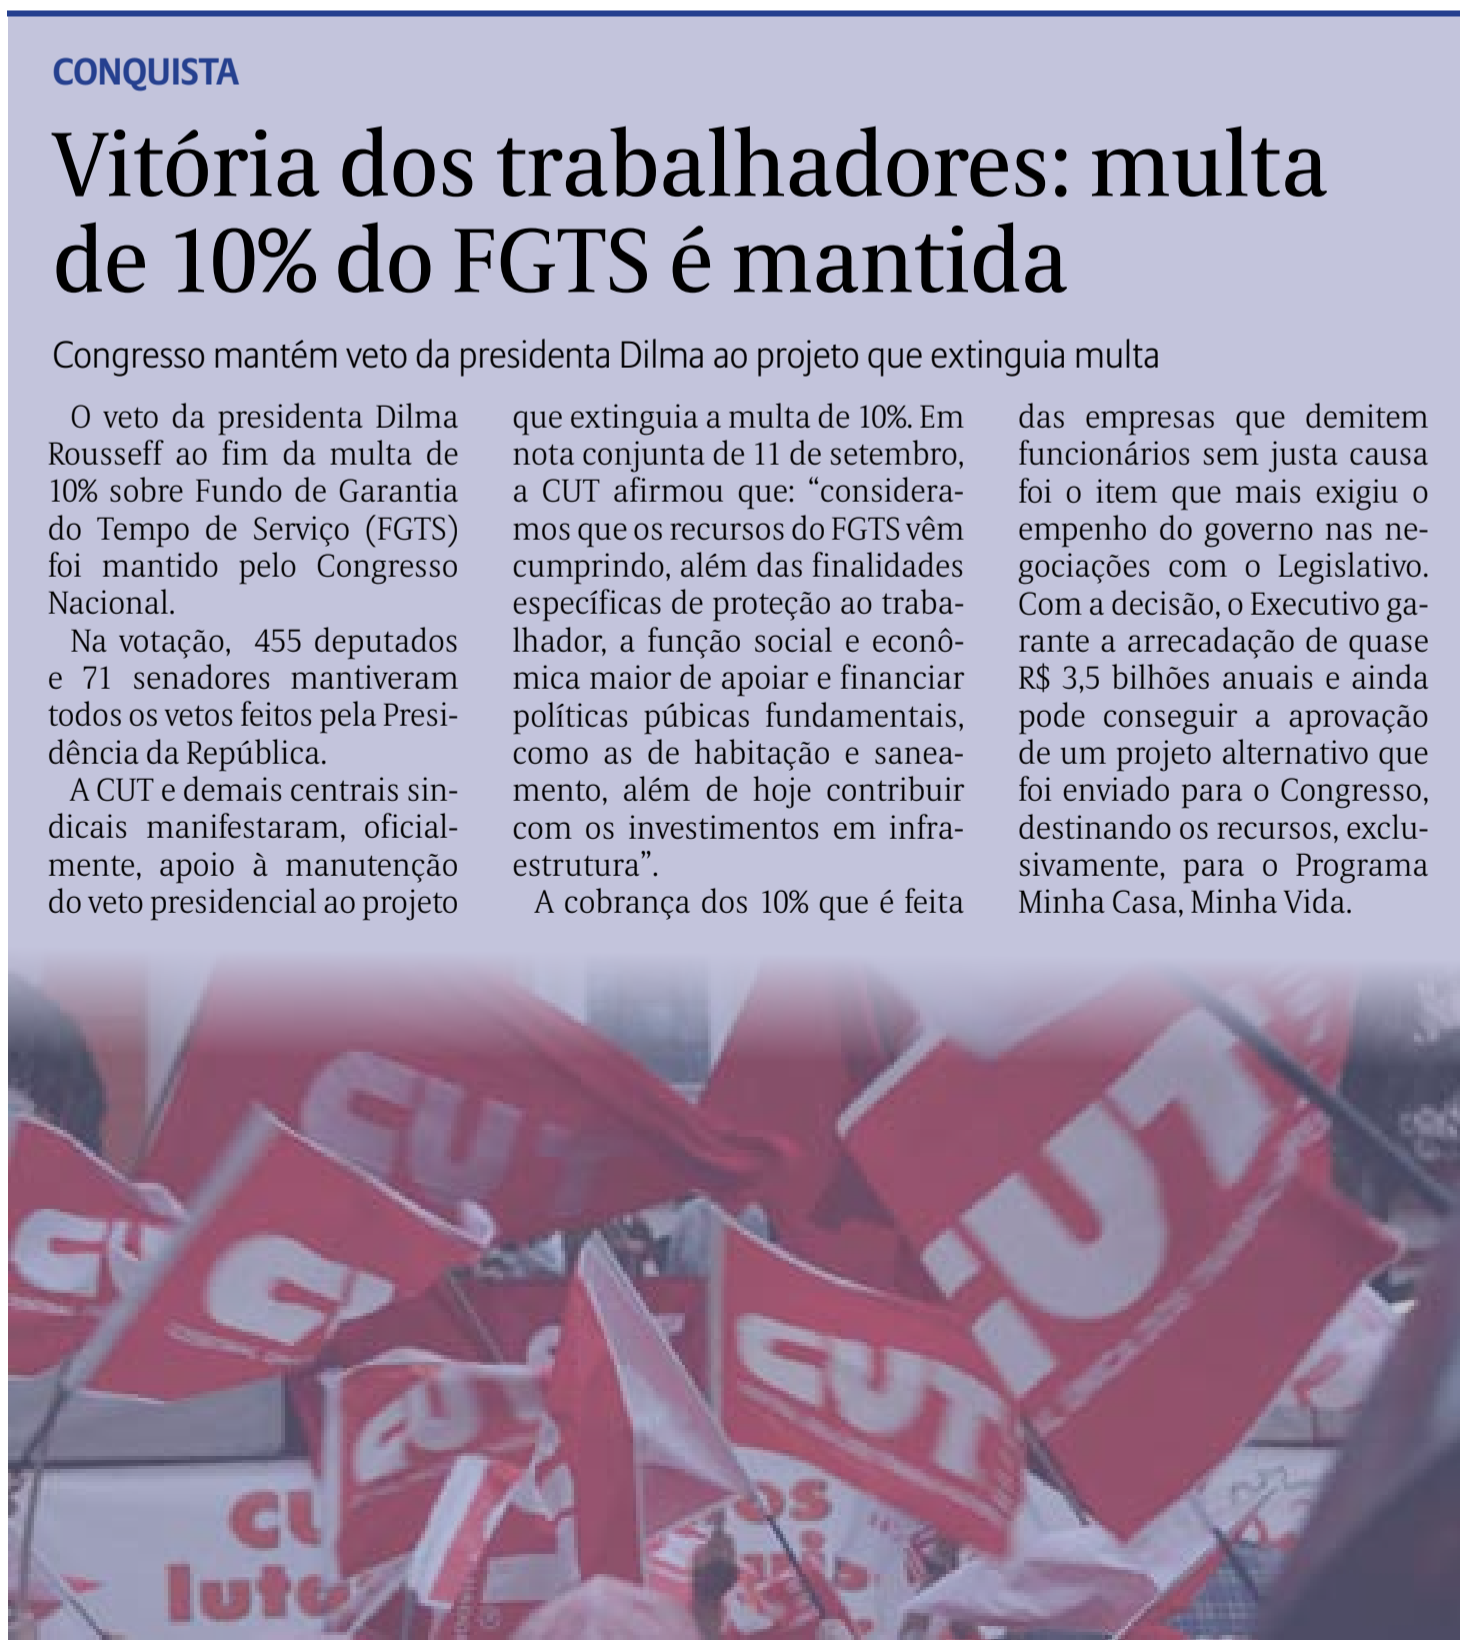 CONQUISTA
Vitória dos trabalhadores: multa
de 10% do FGTS é mantida
Congresso mantém veto da presidenta Dilma ao projeto que extinguia multa
O veto da presidenta Dilma
Rousseff ao fim da multa de
10% sobre Fundo de Garantia
do Tempo de Serviço (FGTS)
foi mantido pelo Congresso
Nacional.
Na votação, 455 deputados
e 71 senadores mantiveram
todos os vetos feitos pela Presi-
dência da República.
A CUT e demais centrais sin-
dicais manifestaram, oficial-
mente, apoio à manutenção
do veto presidencial ao projeto
que extinguia a multa de 10%. Em
nota conjunta de 11 de setembro,
a CUT afirmou que: “considera-
mos que os recursos do FGTS vêm
cumprindo, além das finalidades
específicas de proteção ao traba-
lhador, a função social e econô-
mica maior de apoiar e financiar
políticas púbicas fundamentais,
como as de habitação e sanea-
mento, além de hoje contribuir
com os investimentos em infra-
estrutura”.
A cobrança dos 10% que é feita
das empresas que demitem
funcionários sem justa causa
foi o item que mais exigiu o
empenho do governo nas ne-
gociações com o Legislativo.
Com a decisão, o Executivo ga-
rante a arrecadação de quase
R$ 3,5 bilhões anuais e ainda
pode conseguir a aprovação
de um projeto alternativo que
foi enviado para o Congresso,
destinando os recursos, exclu-
sivamente, para o Programa
Minha Casa, Minha Vida.
CUT
CUT
CU
CUT
CUT
CUT